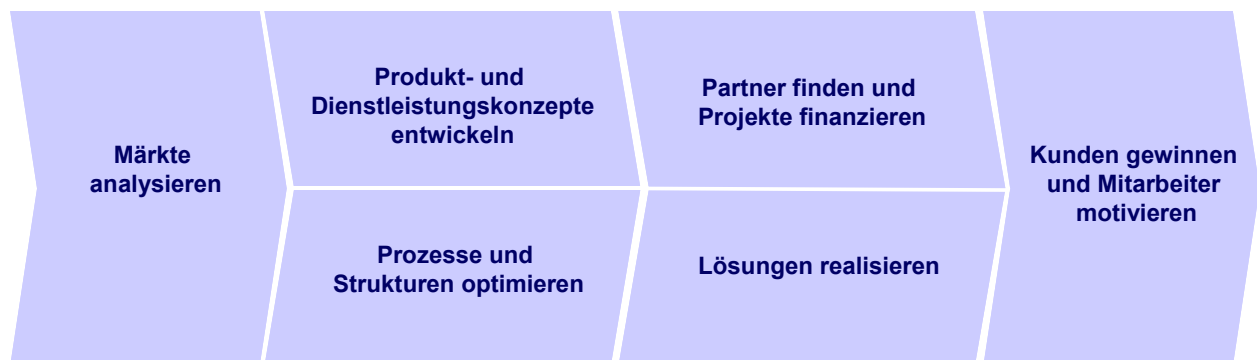 Märkte
analysieren
Produkt- und
Dienstleistungskonzepte
entwickeln
Prozesse und
Strukturen optimieren
Partner finden und
Projekte finanzieren
Lösungen realisieren
Kunden gewinnen
und Mitarbeiter
motivieren